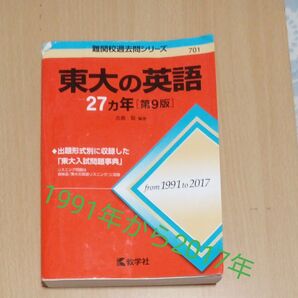 難関校過去問シリーズ
701
東大の英語
27カ年[第9版]
編著
◆出題形式別に収録した
「東大入試問題事典」
from 1991 to 2017
1991年から2017年
教学社